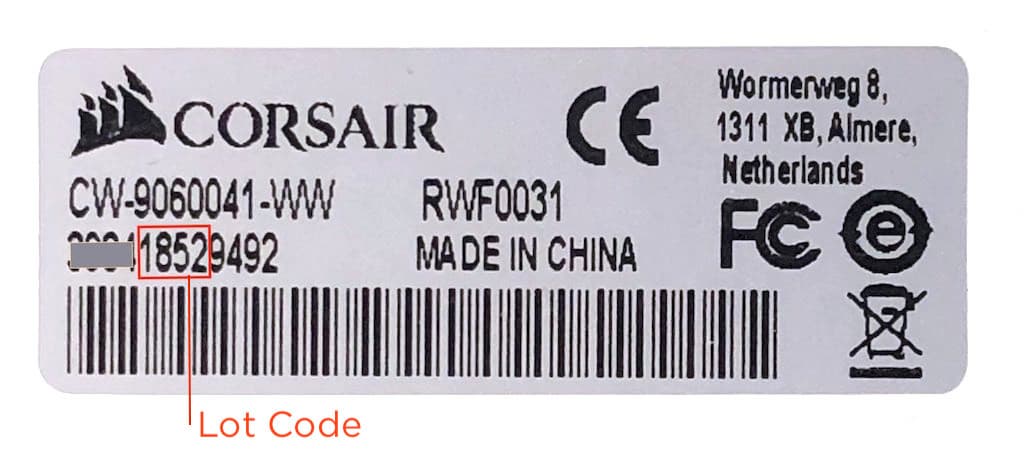 CORSAIR
CE
Wormerweg 8,
1311 XB, Almere,
Netherlands
CW-9060041-WW
RWF0031
18529492
MADE IN CHINA
FC
e
Lot Code